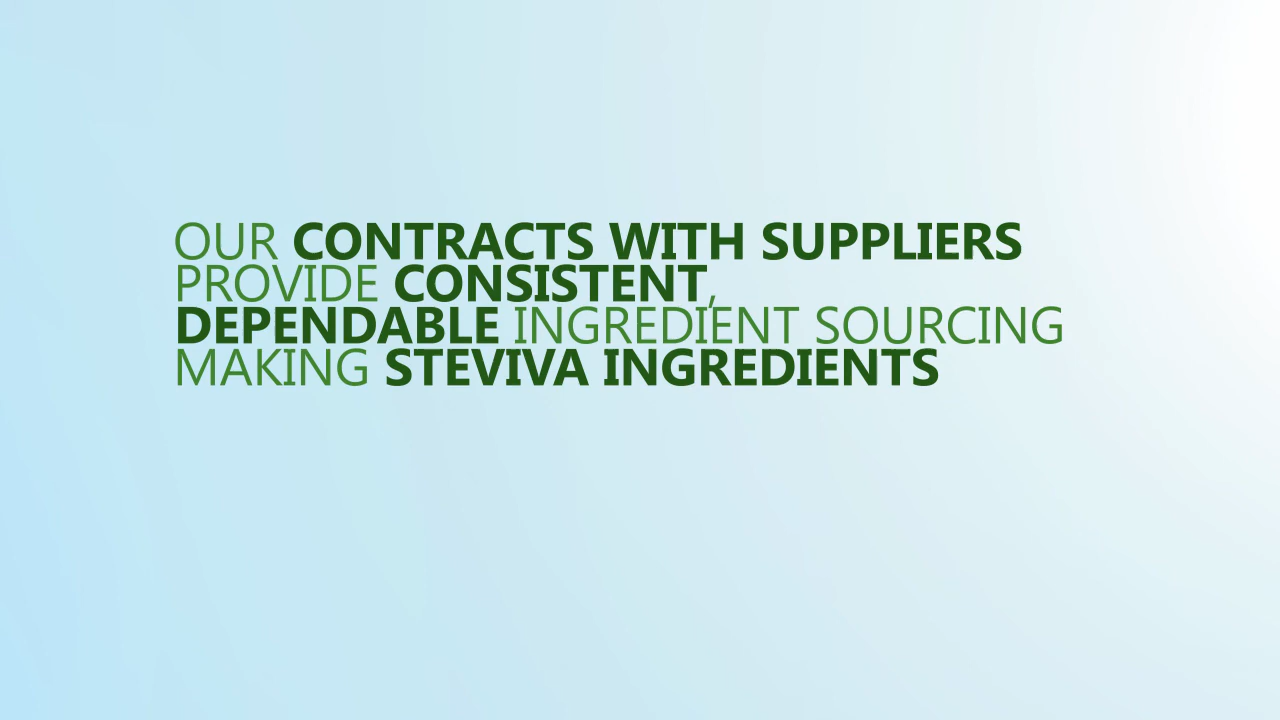 OUR CONTRACTS WITH SUPPLIERS
PROVIDE CONSISTENT,
DEPENDABLE INGREDIENT SOURCING
MAKING STEVIVA INGREDIENTS